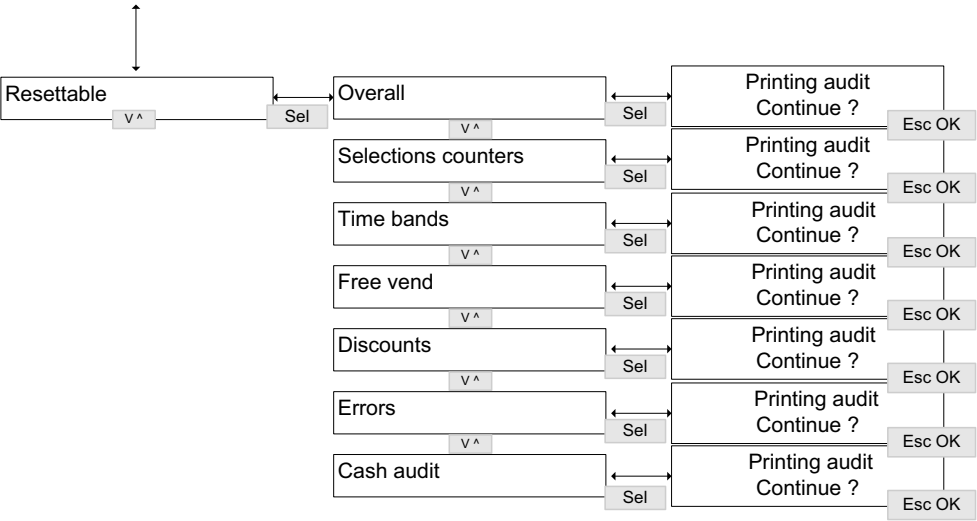 Resettable
V ^
Sel
Overall
V ^
Sel
Printing audit
Continue ?
Esc OK
Selections counters
V ^
Sel
Printing audit
Continue ?
Esc OK
Time bands
V ^
Sel
Printing audit
Continue ?
Esc OK
Free vend
V ^
Sel
Printing audit
Continue ?
Esc OK
Discounts
V ^
Sel
Printing audit
Continue ?
Esc OK
Errors
V ^
Sel
Printing audit
Continue ?
Esc OK
Cash audit
Sel
Printing audit
Continue ?
Esc OK